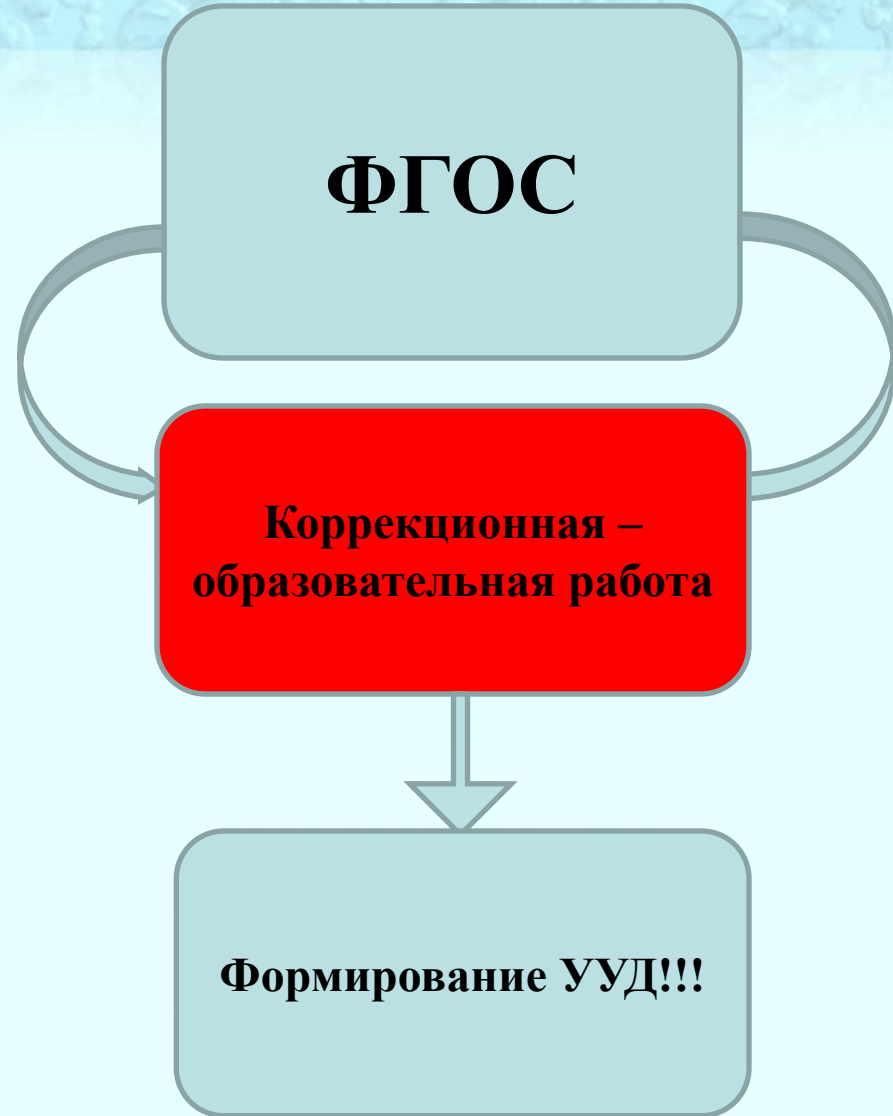 ФГОС
Коррекционная –
образовательная работа
Формирование УУД!!!